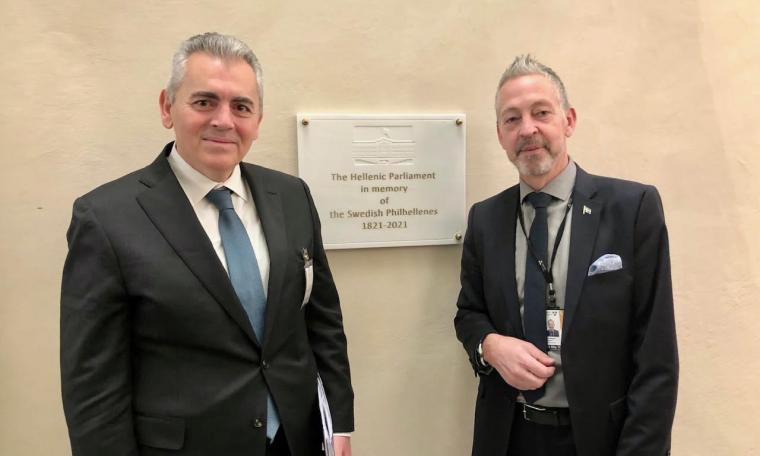 The Hellenic Parliament
in memory
of
the Swedish Philhellenes
1821-2021